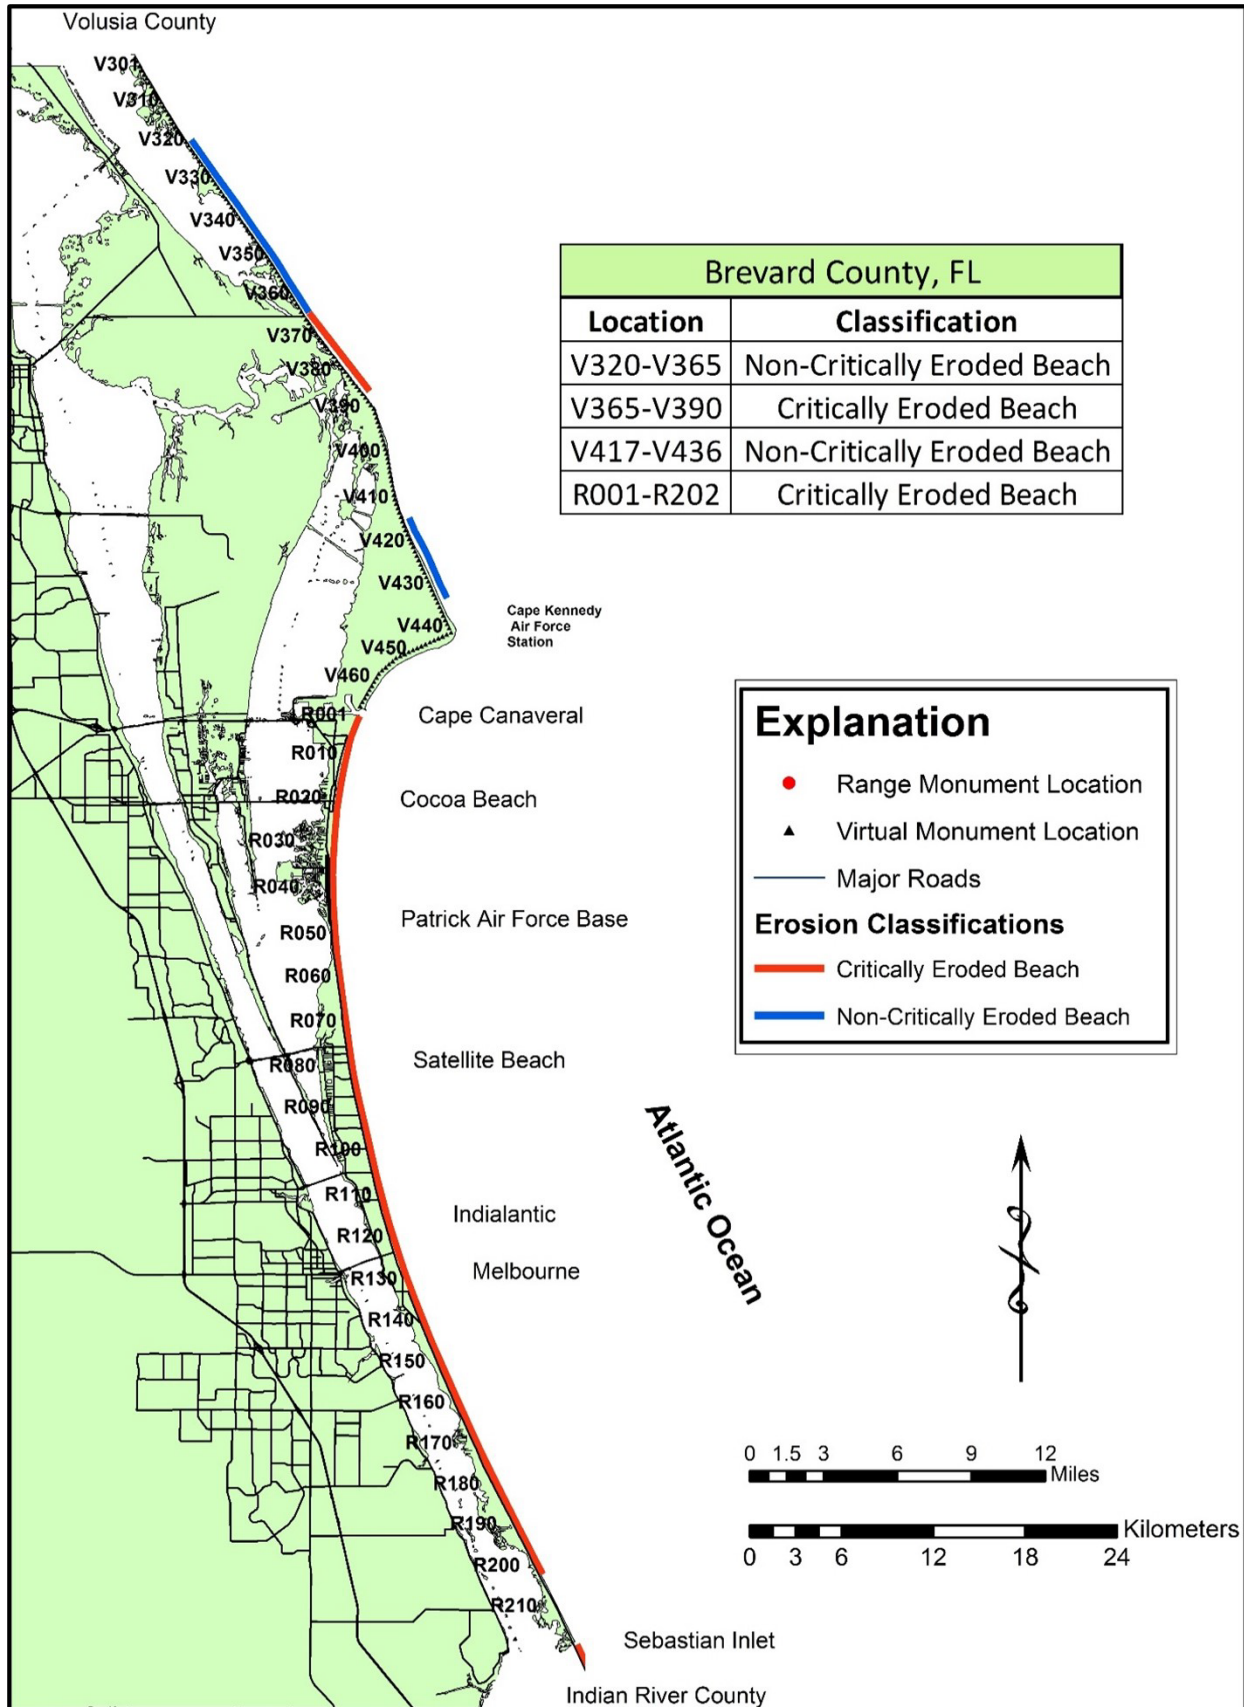 Volusia County
V301
V310
V320
V330
V340
V350
V360
V370
V380
V390
V400
V410
V420
V430
V440
V450
V460
Brevard County, FL
Location Classification
V320-V365 Non-Critically Eroded Beach
V365-V390 Critically Eroded Beach
V417-V436 Non-Critically Eroded Beach
R001-R202 Critically Eroded Beach
Cape Kennedy
Air Force
Station
R001
Cape Canaveral
R010
R020
Cocoa Beach
R030
R040
Patrick Air Force Base
R050
R060
R070
R080
Satellite Beach
R090
R100
R110
Indialantic
R120
Melbourne
R130
R140
R150
R160
R170
R180
R190
R200
R210
Sebastian Inlet
Indian River County
Explanation
Range Monument Location
Virtual Monument Location
Major Roads
Erosion Classifications
Critically Eroded Beach
Non-Critically Eroded Beach
Atlantic Ocean
0 1.5 3 6 9 12
Miles
Kilometers
0 3 6 12 18 24